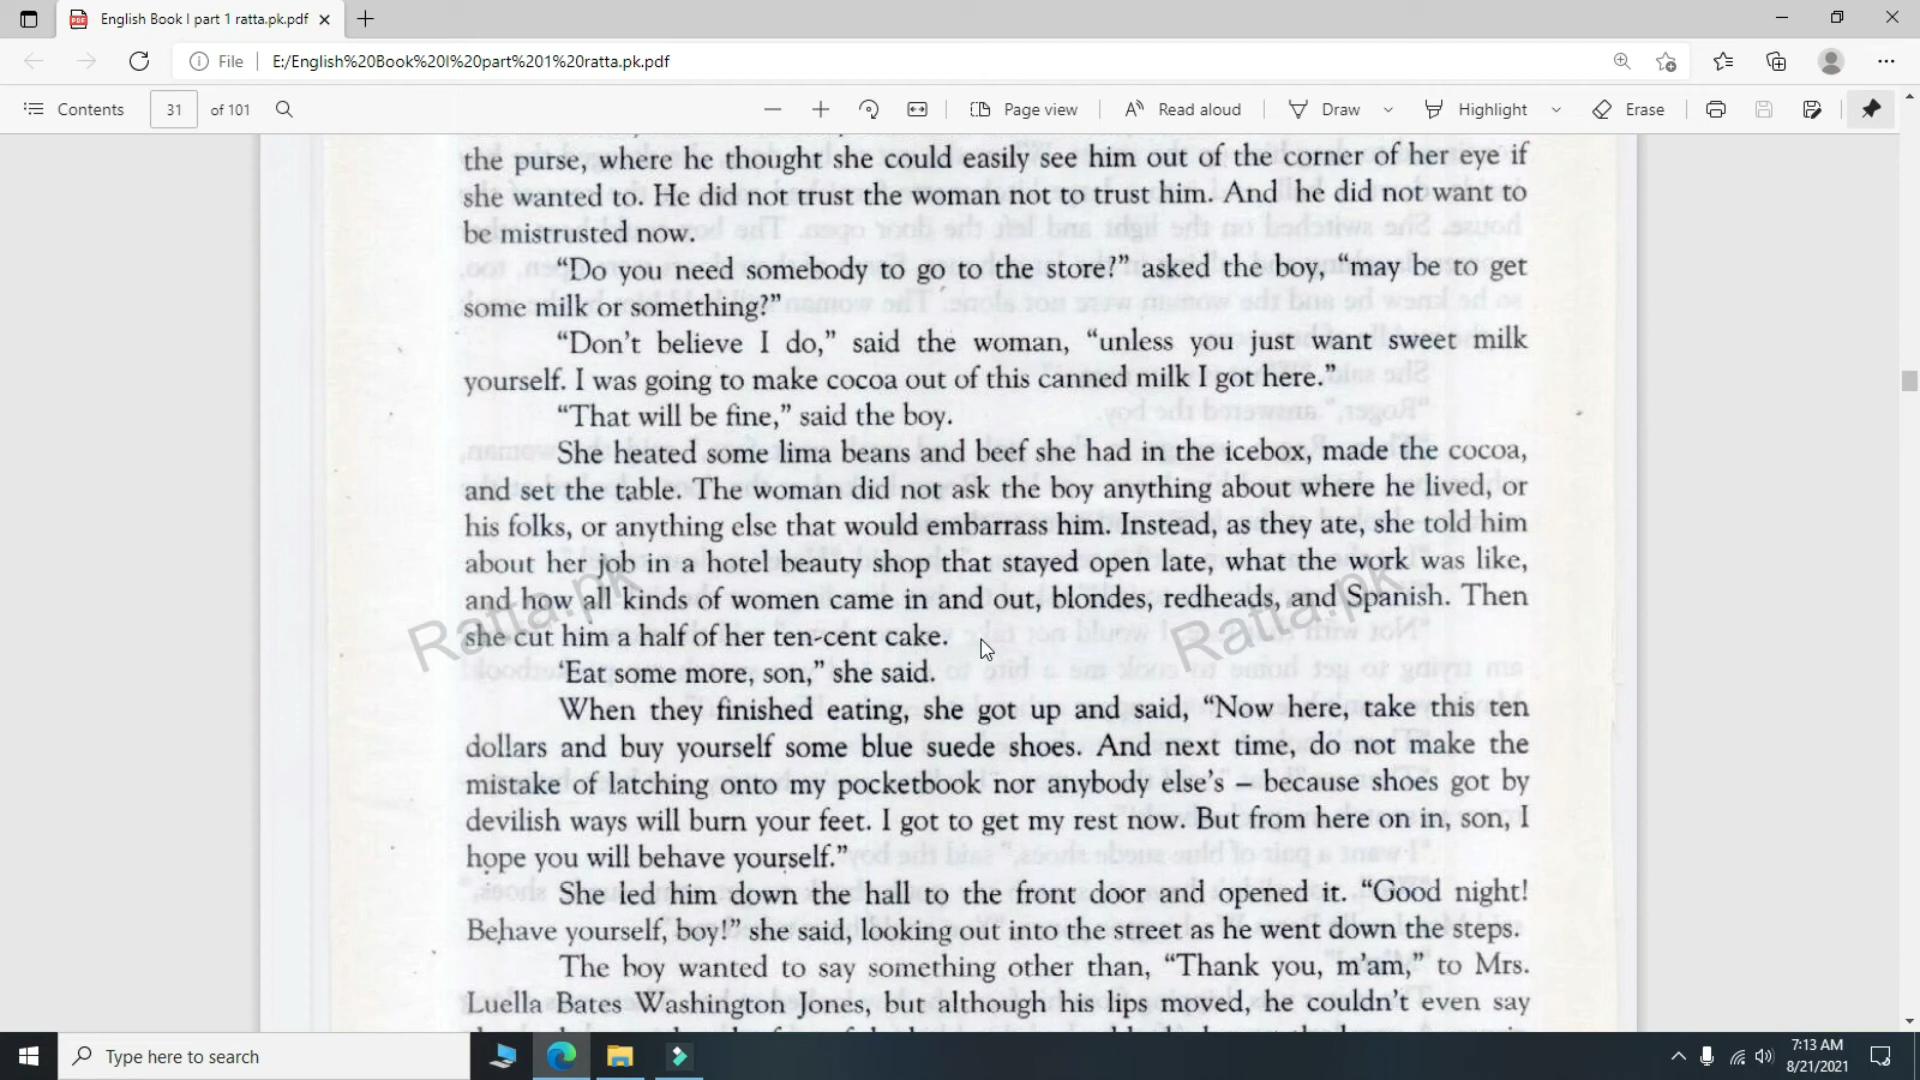 English Book I part 1 ratta.pk.pdf
File
E:/English%20Book%20I%20part%201%20ratta.pk.pdf
Contents
31
of 101
Page view
Read aloud
Draw
Highlight
Erase
the purse, where he thought she could easily see him out of the corner of her eye if
she wanted to. He did not trust the woman not to trust him. And he did not want to
be mistrusted now.
“Do you need somebody to go to the store?” asked the boy, “may be to get
some milk or something?”
“Don't believe I do,” said the woman, “unless you just want sweet milk
yourself. I was going to make cocoa out of this canned milk I got here.”
“That will be fine,” said the boy.
She heated some lima beans and beef she had in the icebox, made the cocoa,
and set the table. The woman did not ask the boy anything about where he lived, or
his folks, or anything else that would embarrass him. Instead, as they ate, she told him
about her job in a hotel beauty shop that stayed open late, what the work was like,
and how all kinds of women came in and out, blondes, redheads, and Spanish. Then
she cut him a half of her ten-cent cake.
‘Eat some more, son,” she said.
When they finished eating, she got up and said, “Now here, take this ten
dollars and buy yourself some blue suede shoes. And next time, do not make the
mistake of latching onto my pocketbook nor anybody else's – because shoes got by
devilish ways will burn your feet. I got to get my rest now. But from here on in, son, I
hope you will behave yourself.”
She led him down the hall to the front door and opened it. “Good night!
Behave yourself, boy!” she said, looking out into the street as he went down the steps.
The boy wanted to say something other than, “Thank you, m'am,” to Mrs.
Luella Bates Washington Jones, but although his lips moved, he couldn't even say
Ratta.pk
Ratta.pk
Type here to search
7:13 AM
8/21/2021